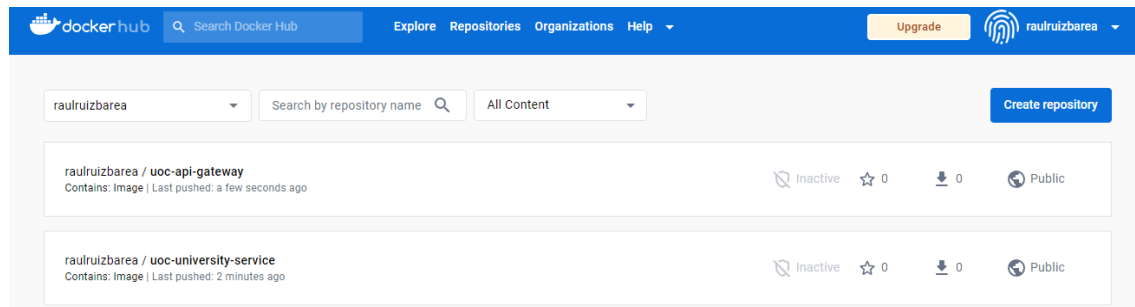 dockerhub Search Docker Hub Explore Repositories Organizations Help Upgrade raulruizbarea
raulruizbarea Search by repository name All Content Create repository
raulruizbarea / uoc-api-gateway
Contains: Image | Last pushed: a few seconds ago
Inactive 0 0 Public
raulruizbarea / uoc-university-service
Contains: Image | Last pushed: 2 minutes ago
Inactive 0 0 Public